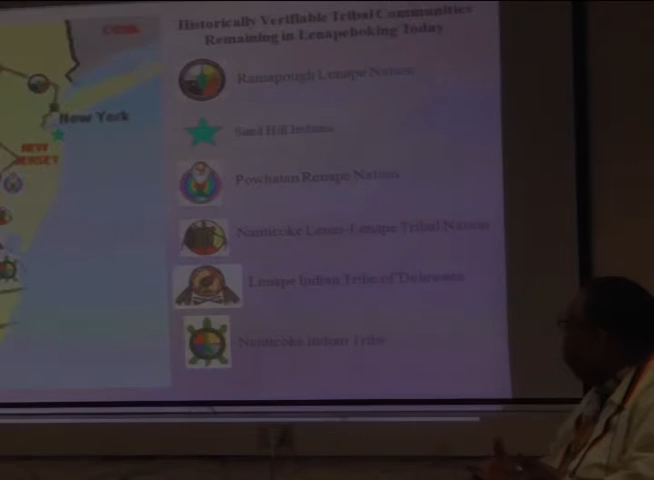 Historically Verifiable Tribal Communities
Remaining in Lenapehoking Today
CONN.
New York
NEW
JERSEY
Ramapough Lenape Nation
Sand Hill Indians
Powhatan Renape Nation
Nanticoke Lenni-Lenape Tribal Nation
Lenape Indian Tribe of Delaware
Nanticoke Indian Tribe